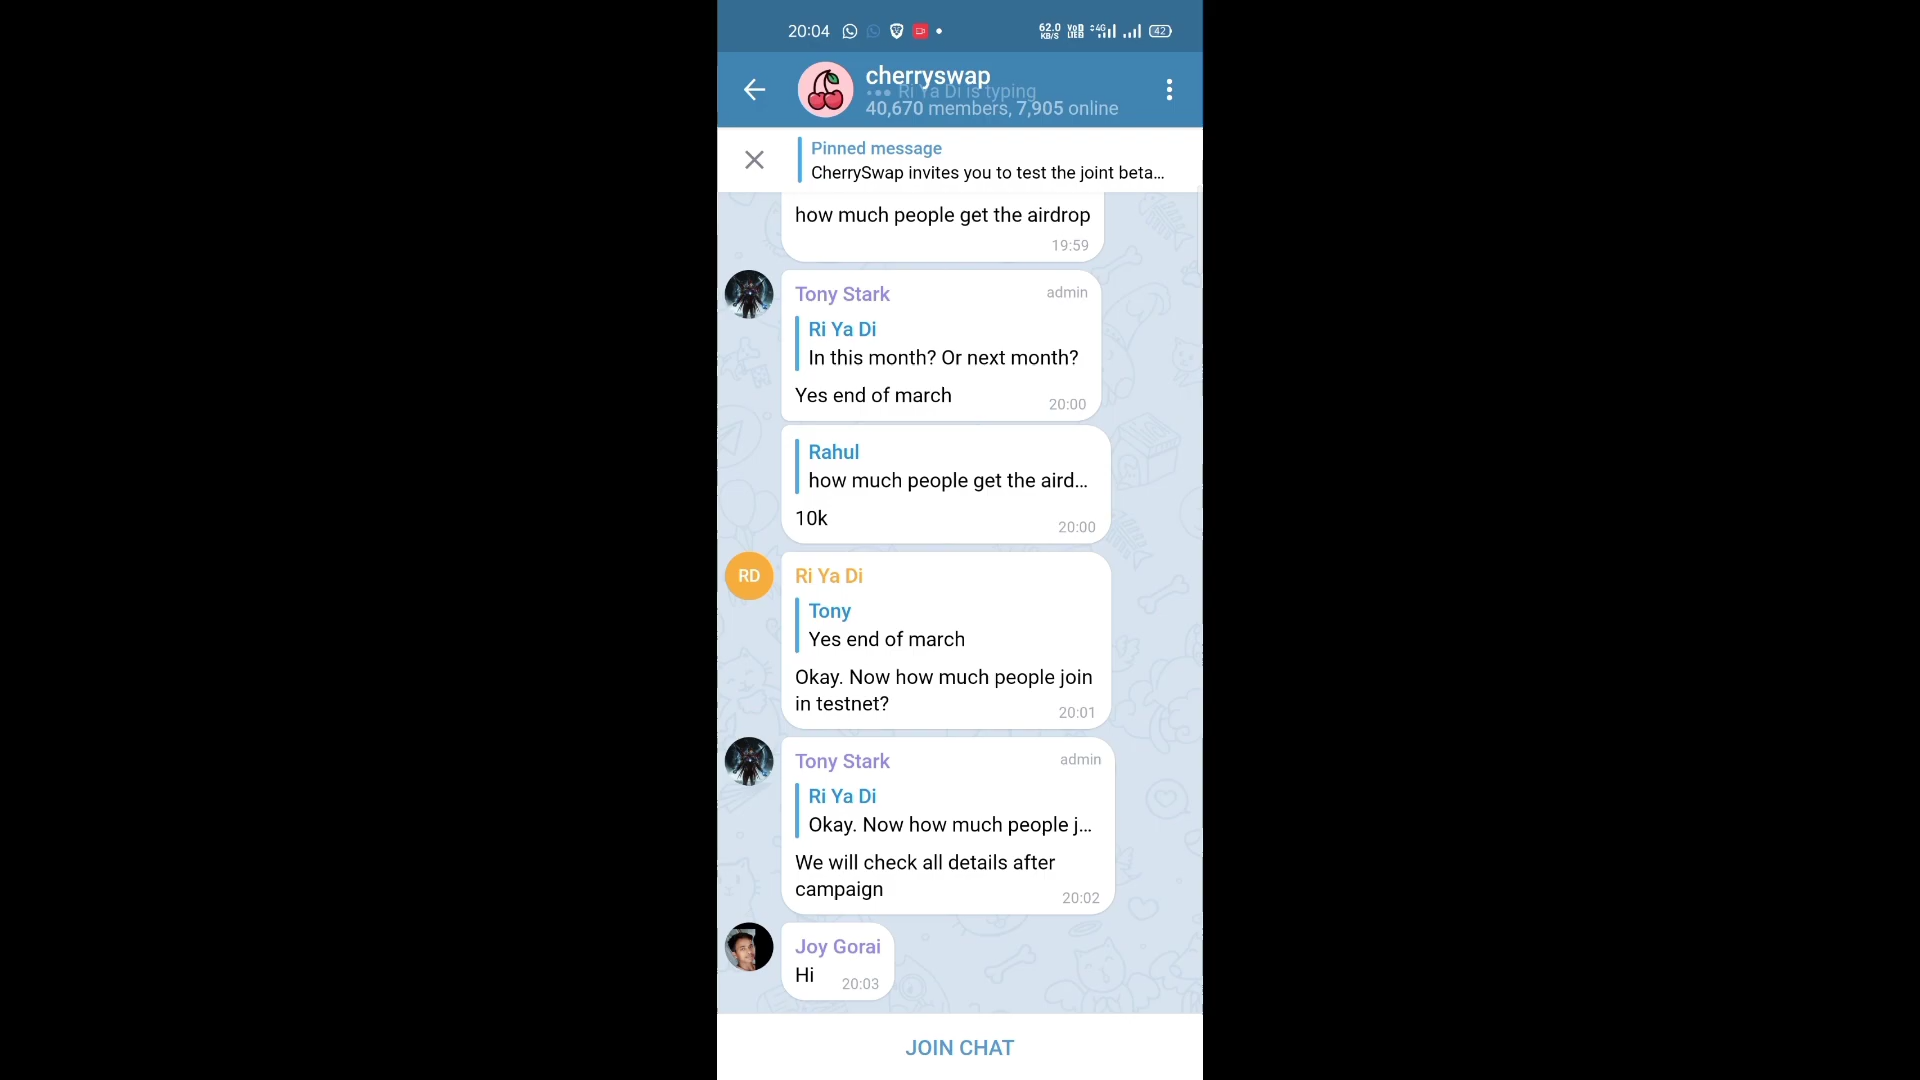 20:04 62.0 KB/S VoD LTE 4G 42
cherryswap
Ri Ya Di is typing
40,670 members, 7,905 online
Pinned message
CherrySwap invites you to test the joint beta...
how much people get the airdrop
19:59
Tony Stark admin
Ri Ya Di
In this month? Or next month?
Yes end of march
20:00
Rahul
how much people get the aird...
10k
20:00
RD Ri Ya Di
Tony
Yes end of march
Okay. Now how much people join
in testnet?
20:01
Tony Stark admin
Ri Ya Di
Okay. Now how much people j...
We will check all details after
campaign
20:02
Joy Gorai
Hi
20:03
JOIN CHAT